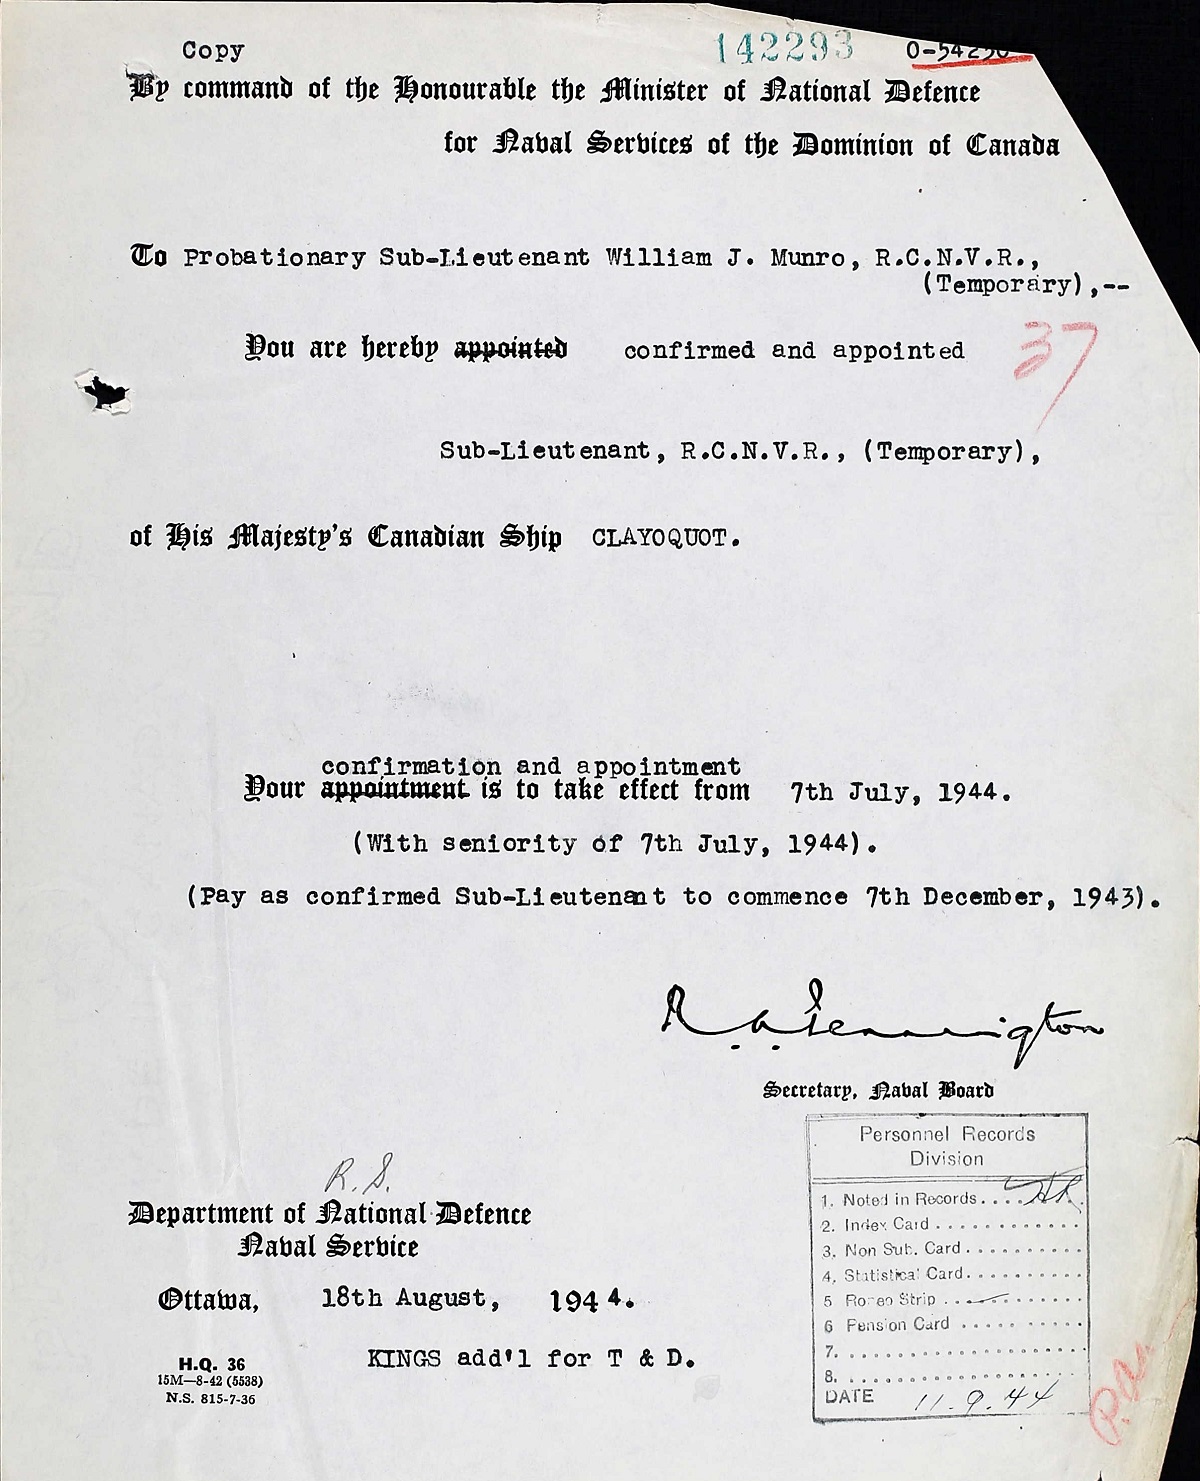 Copy
142293
O-54250
By command of the Honourable the Minister of National Defence
for Naval Services of the Dominion of Canada
To Probationary Sub-Lieutenant William J. Munro, R.C.N.V.R.,
(Temporary),--
You are hereby appointed confirmed and appointed
37
Sub-Lieutenant, R.C.N.V.R., (Temporary),
of His Majesty's Canadian Ship CLAYOQUOT.
confirmation and appointment
Your appointment is to take effect from 7th July, 1944.
(With seniority of 7th July, 1944).
(Pay as confirmed Sub-Lieutenant to commence 7th December, 1943).
Secretary, Naval Board
R.S.
Department of National Defence
Naval Service
Ottawa, 18th August, 1944.
KINGS add'l for T & D.
H.Q. 36
15M—8-42 (5538)
N.S. 815-7-36
Personnel Records
Division
1. Noted in Records....
2. Index Card............
3. Non Sub. Card..........
4. Statistical Card..........
5 Romeo Strip............
6 Pension Card...........
7. ......................
8. ......................
DATE 11.9.44